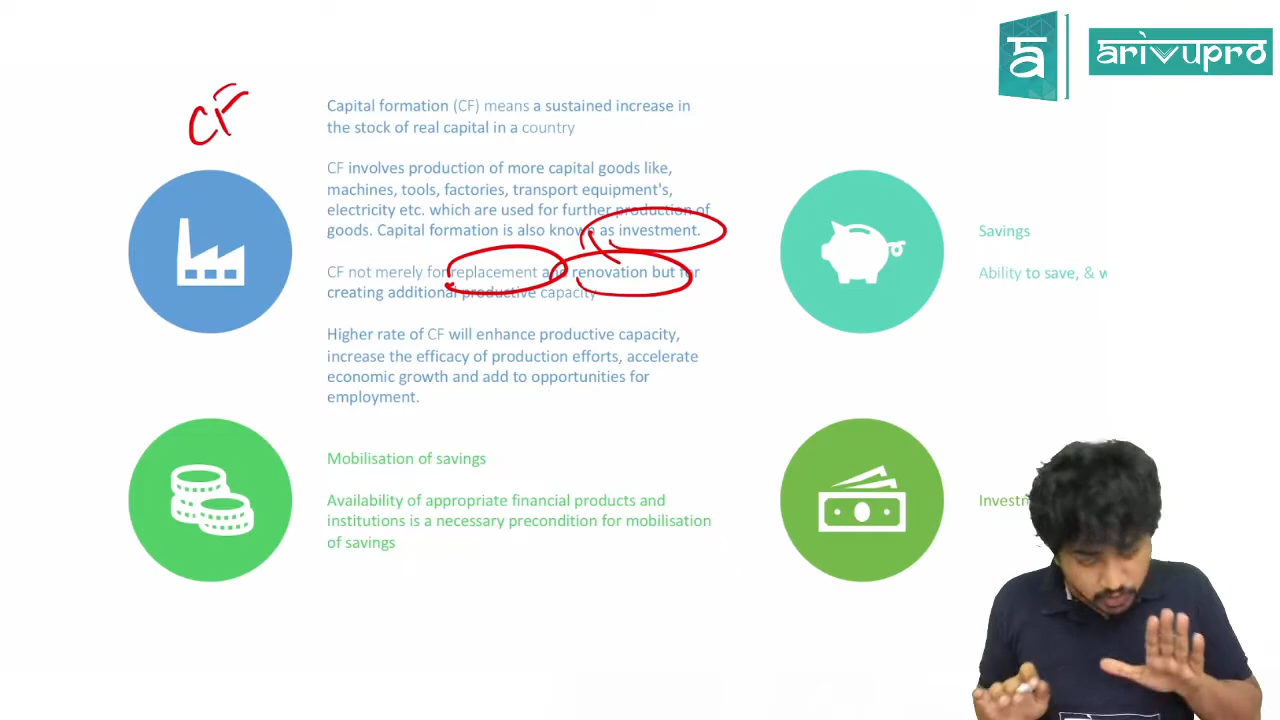 arivupro
CF
Capital formation (CF) means a sustained increase in
the stock of real capital in a country
CF involves production of more capital goods like,
machines, tools, factories, transport equipment's,
electricity etc. which are used for further production of
goods. Capital formation is also known as investment.
CF not merely for replacement and renovation but for
creating additional productive capacity
Higher rate of CF will enhance productive capacity,
increase the efficacy of production efforts, accelerate
economic growth and add to opportunities for
employment.
Savings
Ability to save, &
Mobilisation of savings
Availability of appropriate financial products and
institutions is a necessary precondition for mobilisation
of savings